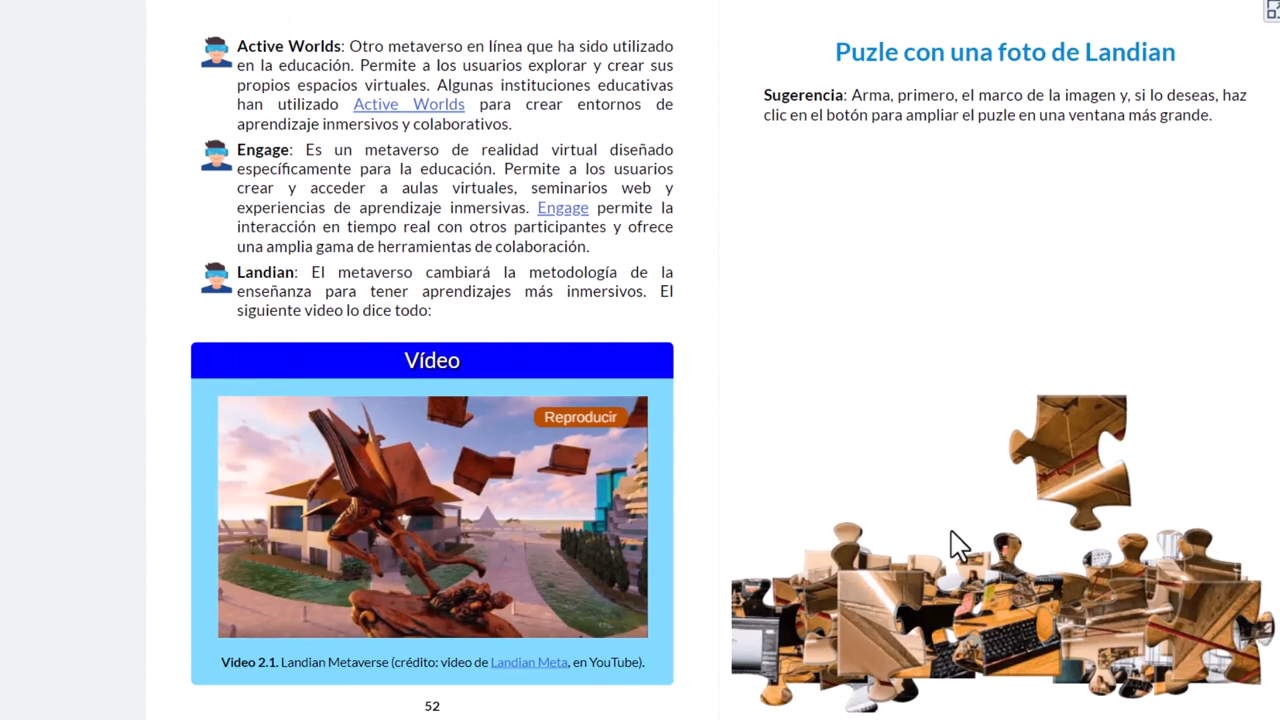 Active Worlds: Otro metaverso en línea que ha sido utilizado
en la educación. Permite a los usuarios explorar y crear sus
propios espacios virtuales. Algunas instituciones educativas
han utilizado Active Worlds para crear entornos de
aprendizaje inmersivos y colaborativos.
Engage: Es un metaverso de realidad virtual diseñado
específicamente para la educación. Permite a los usuarios
crear y acceder a aulas virtuales, seminarios web y
experiencias de aprendizaje inmersivas. Engage permite la
interacción en tiempo real con otros participantes y ofrece
una amplia gama de herramientas de colaboración.
Landian: El metaverso cambiará la metodología de la
enseñanza para tener aprendizajes más inmersivos. El
siguiente video lo dice todo:
Vídeo
Reproducir
Video 2.1. Landian Metaverse (crédito: video de Landian Meta, en YouTube).
52
Puzle con una foto de Landian
Sugerencia: Arma, primero, el marco de la imagen y, si lo deseas, haz
clic en el botón para ampliar el puzle en una ventana más grande.